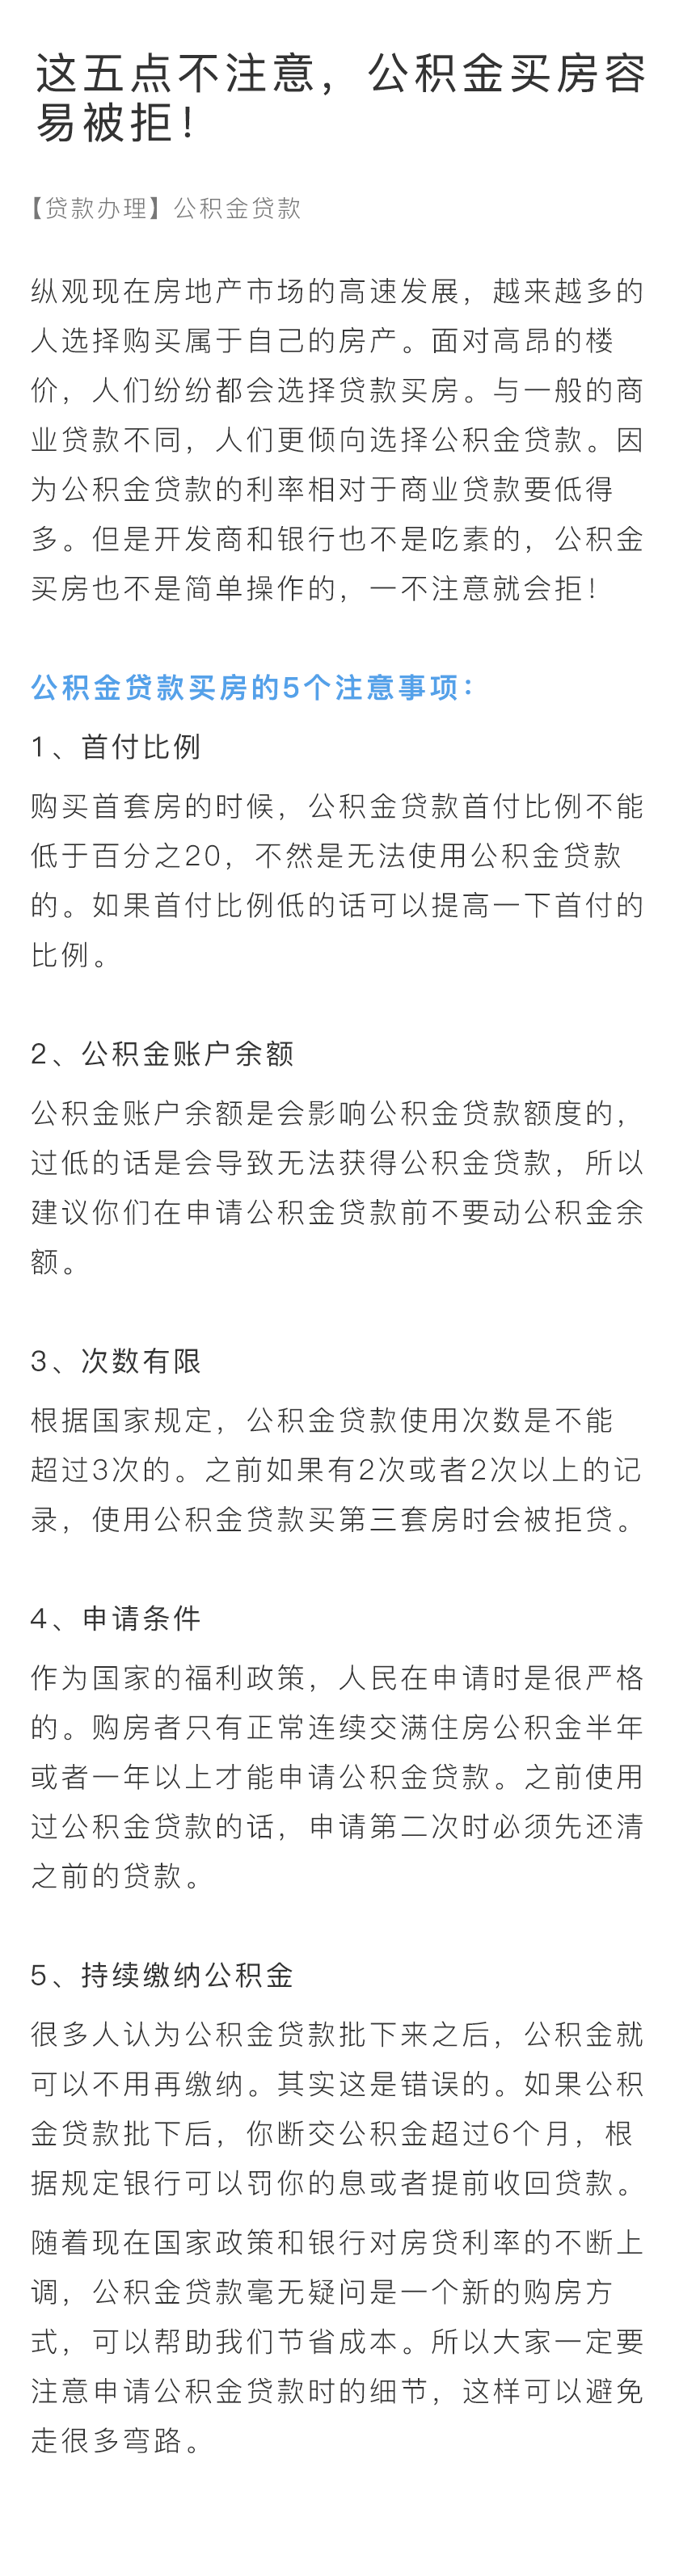 这五点不注意，公积金买房容
易被拒！
【贷款办理】公积金贷款
纵观现在房地产市场的高速发展，越来越多的
人选择购买属于自己的房产。面对高昂的楼
价，人们纷纷都会选择贷款买房。与一般的商
业贷款不同，人们更倾向选择公积金贷款。因
为公积金贷款的利率相对于商业贷款要低得
多。但是开发商和银行也不是吃素的，公积金
买房也不是简单操作的，一不注意就会拒！
公积金贷款买房的5个注意事项：
1、首付比例
购买首套房的时候，公积金贷款首付比例不能
低于百分之20，不然是无法使用公积金贷款
的。如果首付比例低的话可以提高一下首付的
比例。
2、公积金账户余额
公积金账户余额是会影响公积金贷款额度的，
过低的话是会导致无法获得公积金贷款，所以
建议你们在申请公积金贷款前不要动公积金余
额。
3、次数有限
根据国家规定，公积金贷款使用次数是不能
超过3次的。之前如果有2次或者2次以上的记
录，使用公积金贷款买第三套房时会被拒贷。
4、申请条件
作为国家的福利政策，人民在申请时是很严格
的。购房者只有正常连续交满住房公积金半年
或者一年以上才能申请公积金贷款。之前使用
过公积金贷款的话，申请第二次时必须先还清
之前的贷款。
5、持续缴纳公积金
很多人认为公积金贷款批下来之后，公积金就
可以不用再缴纳。其实这是错误的。如果公积
金贷款批下后，你断交公积金超过6个月，根
据规定银行可以罚你的息或者提前收回贷款。
随着现在国家政策和银行对房贷利率的不断上
调，公积金贷款毫无疑问是一个新的购房方
式，可以帮助我们节省成本。所以大家一定要
注意申请公积金贷款时的细节，这样可以避免
走很多弯路。